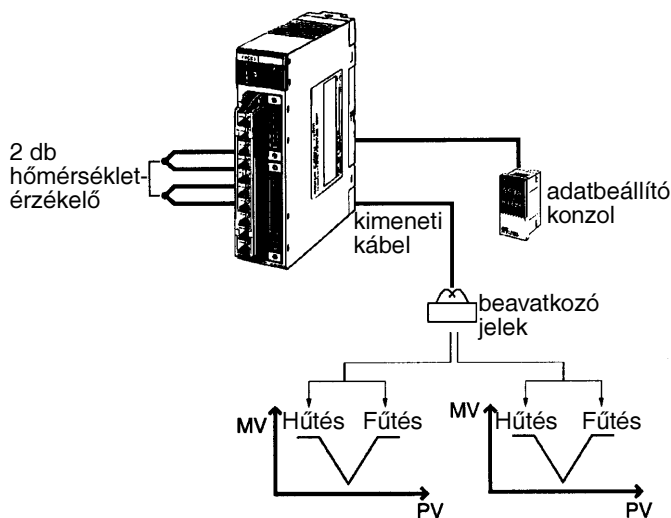 2 db
hőmérséklet-
érzékelő
kimeneti
kábel
adatbeállító
konzol
beavatkozó
jelek
MV
Hűtés Fűtés
PV
MV
Hűtés Fűtés
PV